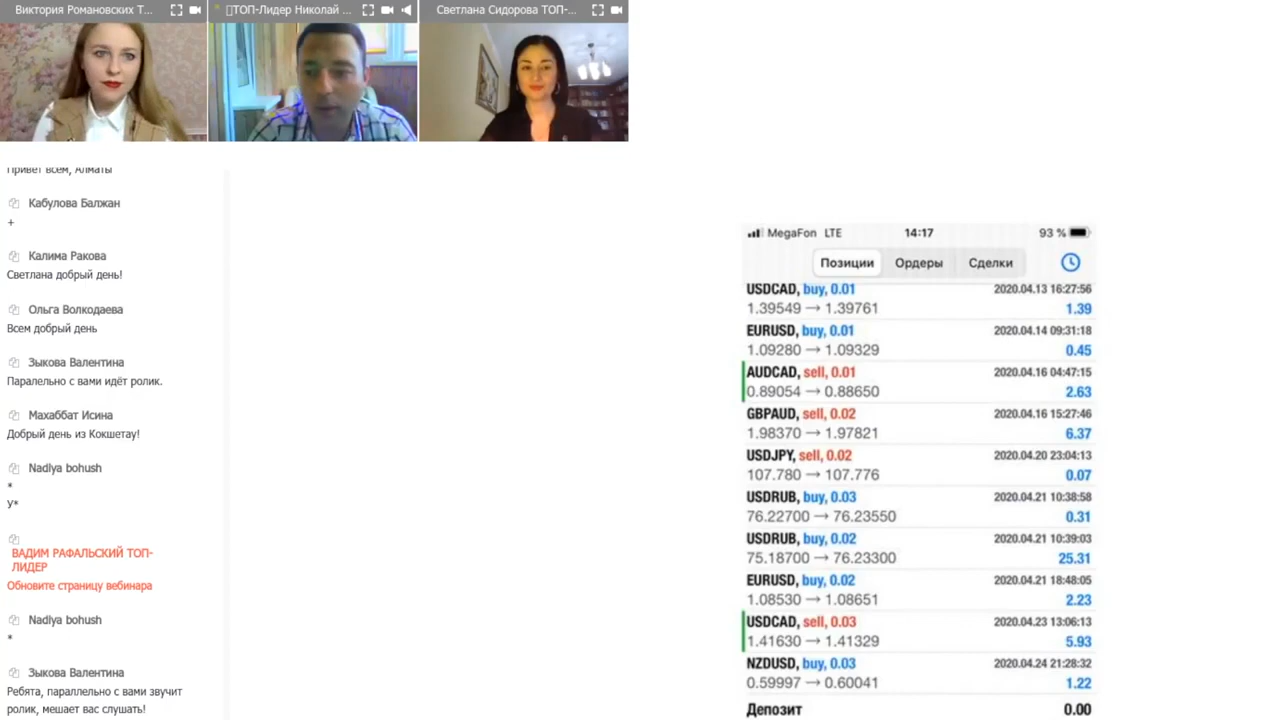 Виктория Романовских Т...
ТОП-Лидер Николай ...
Светлана Сидорова ТОП-...
Привет всем, Алматы
Кабулова Балжан
+
Калима Ракова
Светлана добрый день!
Ольга Волкодаева
Всем добрый день
Зыкова Валентина
Паралельно с вами идёт ролик.
Махаббат Исина
Добрый день из Кокшетау!
Nadiya bohush
*
У*
ВАДИМ РАФАЛЬСКИЙ ТОП-
ЛИДЕР
Обновите страницу вебинара
Nadiya bohush
*
Зыкова Валентина
Ребята, параллельно с вами звучит
ролик, мешает вас слушать!
MegaFon LTE 14:17 93 %
Позиции Ордеры Сделки
USDCAD, buy, 0.01 2020.04.13 16:27:56
1.39549 → 1.39761 1.39
EURUSD, buy, 0.01 2020.04.14 09:31:18
1.09280 → 1.09329 0.45
AUDCAD, sell, 0.01 2020.04.16 04:47:15
0.89054 → 0.88650 2.63
GBPAUD, sell, 0.02 2020.04.16 15:27:46
1.98370 → 1.97821 6.37
USDJPY, sell, 0.02 2020.04.20 23:04:13
107.780 → 107.776 0.07
USDRUB, buy, 0.03 2020.04.21 10:38:58
76.22700 → 76.23550 0.31
USDRUB, buy, 0.02 2020.04.21 10:39:03
75.18700 → 76.23300 25.31
EURUSD, buy, 0.02 2020.04.21 18:48:05
1.08530 → 1.08651 2.23
USDCAD, sell, 0.03 2020.04.23 13:06:13
1.41630 → 1.41329 5.93
NZDUSD, buy, 0.03 2020.04.24 21:28:32
0.59997 → 0.60041 1.22
Депозит 0.00